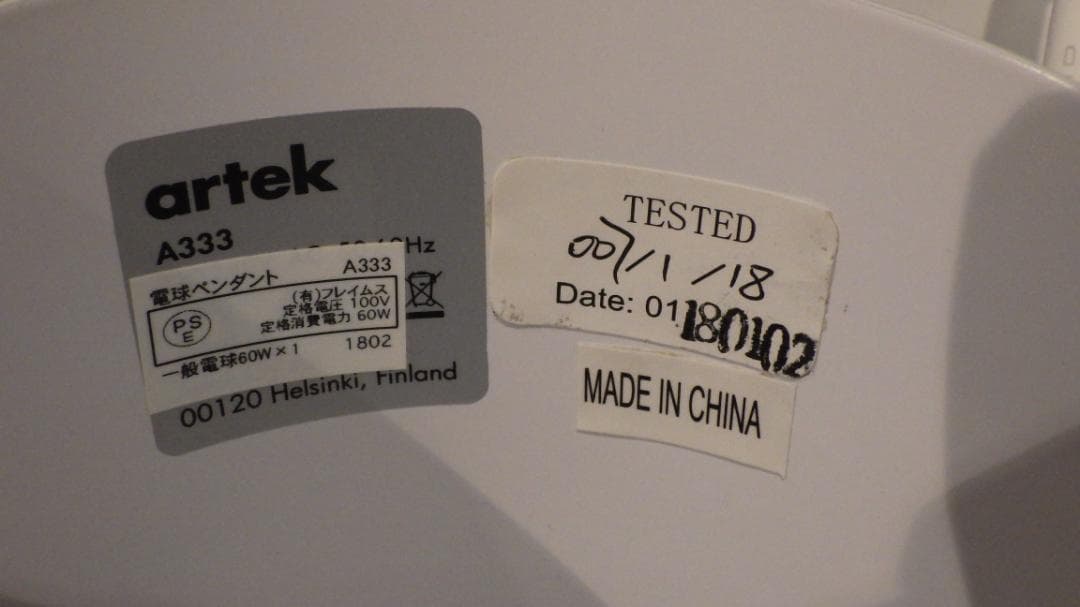 artek
A333
Hz
電球ペンダント A333
PS
E
(有)フレイムス
定格電圧 100V
定格消費電力 60W
一般電球60W×1 1802
00120 Helsinki, Finland
TESTED
007/1/18
Date: 01180102
MADE IN CHINA